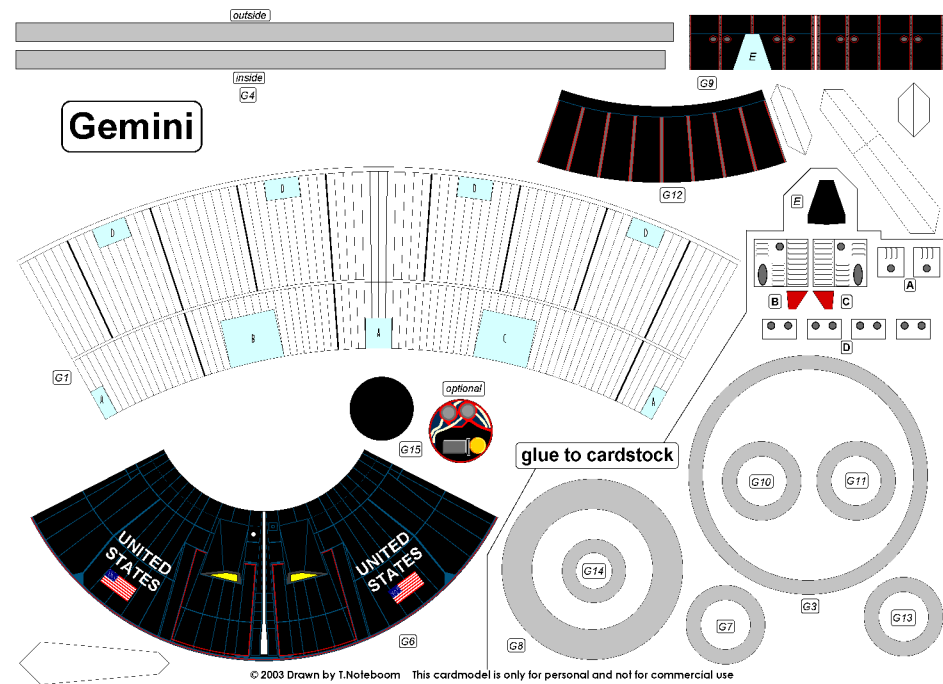 outside
inside
G4
E
G9
Gemini
G12
D
D
D
D
E
A
B
C
D
B
A
C
A
A
G1
optional
G15
glue to cardstock
G10
G11
G14
G3
G8
G7
G13
UNITED
STATES
UNITED
STATES
G6
© 2003 Drawn by T.Noteboom This cardmodel is only for personal and not for commercial use